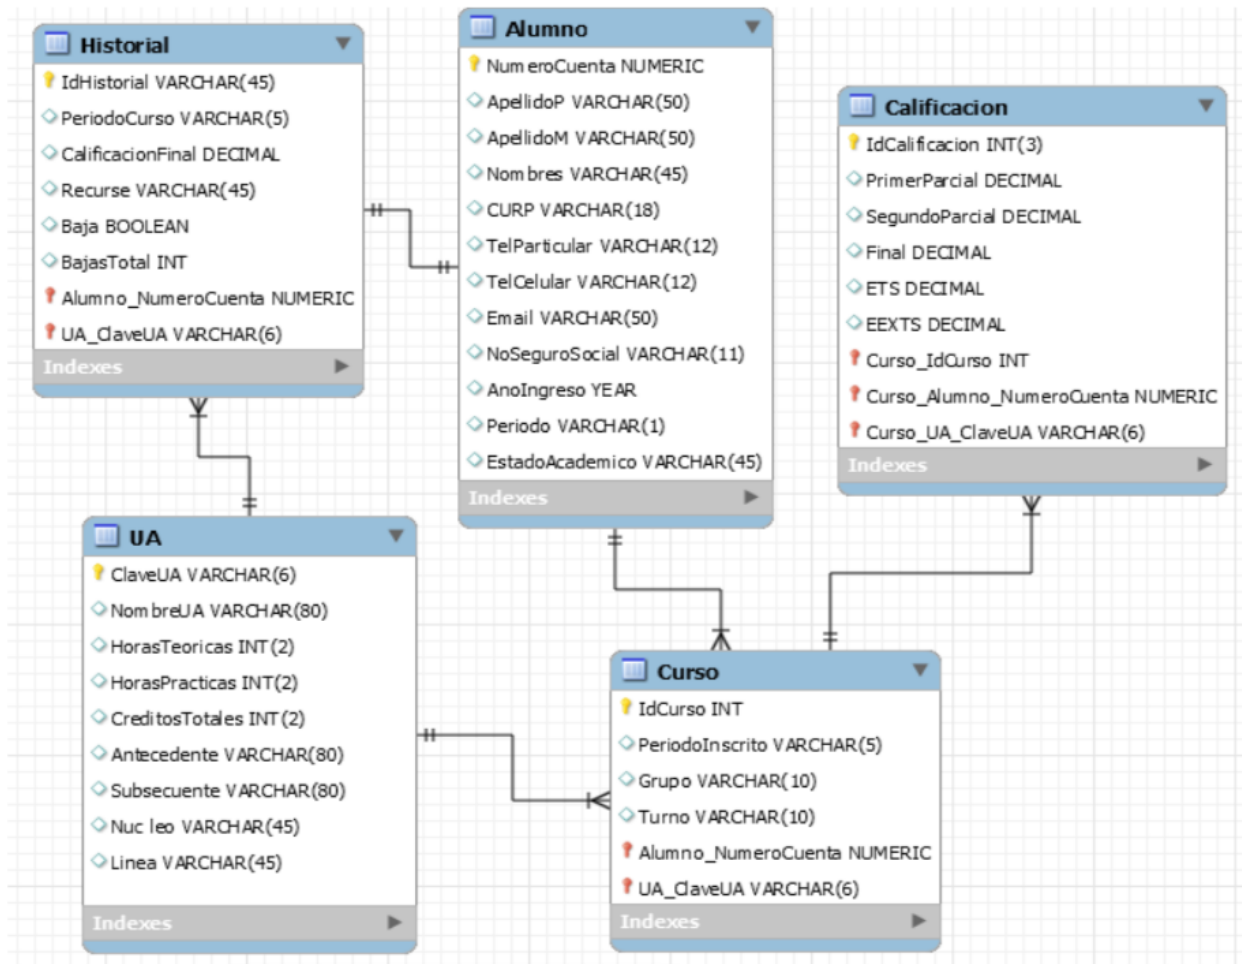 Historial
IdHistorial VARCHAR(45)
PeriodoCurso VARCHAR(5)
CalificacionFinal DECIMAL
Recurse VARCHAR(45)
Baja BOOLEAN
BajasTotal INT
Alumno_NumeroCuenta NUMERIC
UA_ClaveUA VARCHAR(6)
Indexes
Alumno
NumeroCuenta NUMERIC
ApellidoP VARCHAR(50)
ApellidoM VARCHAR(50)
Nombres VARCHAR(45)
CURP VARCHAR(18)
TelParticular VARCHAR(12)
TelCelular VARCHAR(12)
Email VARCHAR(50)
NoSeguroSocial VARCHAR(11)
AnoIngreso YEAR
Periodo VARCHAR(1)
EstadoAcademico VARCHAR(45)
Indexes
Calificacion
IdCalificacion INT(3)
PrimerParcial DECIMAL
SegundoParcial DECIMAL
Final DECIMAL
ETS DECIMAL
EEXTS DECIMAL
Curso_IdCurso INT
Curso_Alumno_NumeroCuenta NUMERIC
Curso_UA_ClaveUA VARCHAR(6)
Indexes
UA
ClaveUA VARCHAR(6)
NombreUA VARCHAR(80)
HorasTeoricas INT(2)
HorasPracticas INT(2)
CreditosTotales INT(2)
Antecedente VARCHAR(80)
Subsecuente VARCHAR(80)
Nucleo VARCHAR(45)
Linea VARCHAR(45)
Indexes
Curso
IdCurso INT
PeriodoInscrito VARCHAR(5)
Grupo VARCHAR(10)
Turno VARCHAR(10)
Alumno_NumeroCuenta NUMERIC
UA_ClaveUA VARCHAR(6)
Indexes